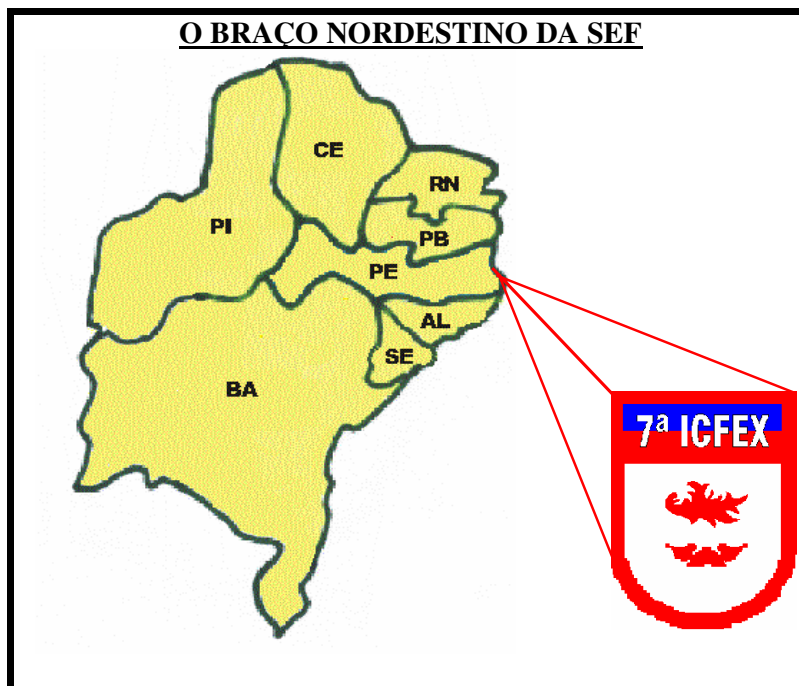 O BRAÇO NORDESTINO DA SEF
CE
RN
PI
PB
PE
AL
SE
BA
7ª ICFEX